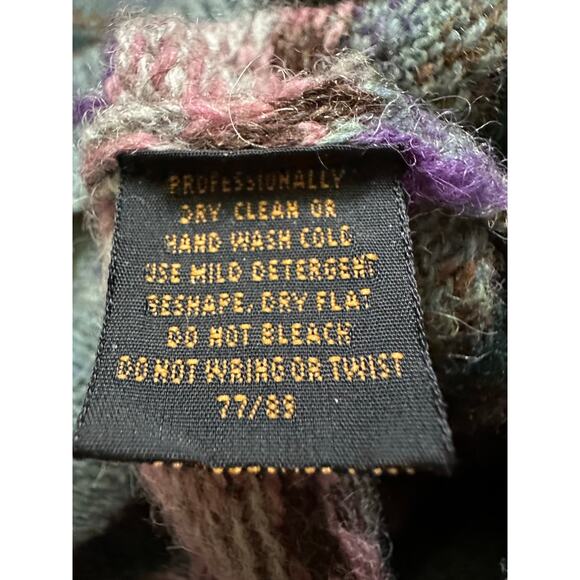 PROFESSIONALLY
DRY CLEAN OR
HAND WASH COLD
USE MILD DETERGENT
RESHAPE. DRY FLAT
DO NOT BLEACH
DO NOT WRING OR TWIST
77/89